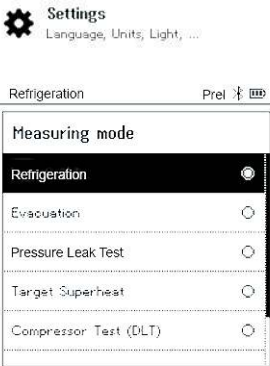 Settings
Language, Units, Light, ...
Refrigeration Prel
Measuring mode
Refrigeration
Evacuation
Pressure Leak Test
Target Superheat
Compressor Test (DLT)